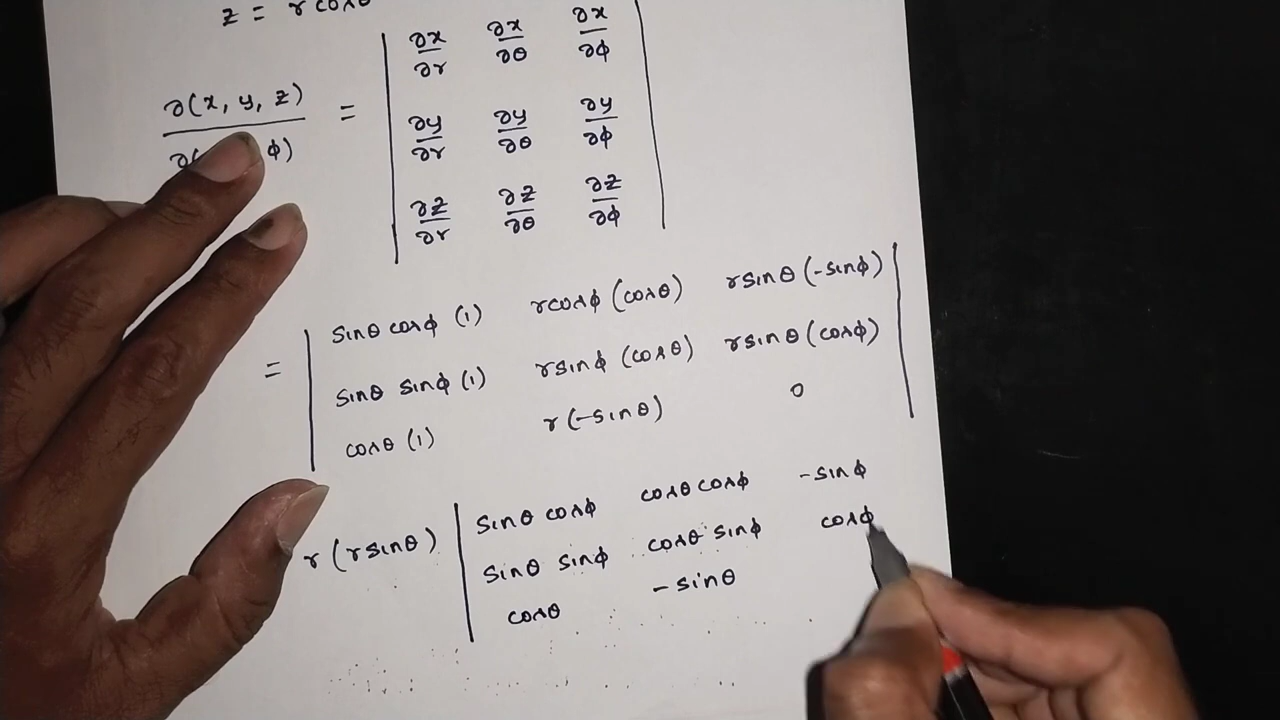 z = r cosθ
∂x/∂r ∂x/∂θ ∂x/∂φ
∂(x, y, z)/∂( φ) = | ∂y/∂r ∂y/∂θ ∂y/∂φ |
∂z/∂r ∂z/∂θ ∂z/∂φ
sinθ cosφ (1) rcosφ (cosθ) rsinθ (-sinφ)
= | sinθ sinφ (1) rsinφ (cosθ) rsinθ (cosφ) |
cosθ (1) r (-sinθ) 0
sinθ cosφ cosθ cosφ -sinφ
r (rsinθ) | sinθ sinφ cosθ sinφ cosφ
cosθ -sinθ